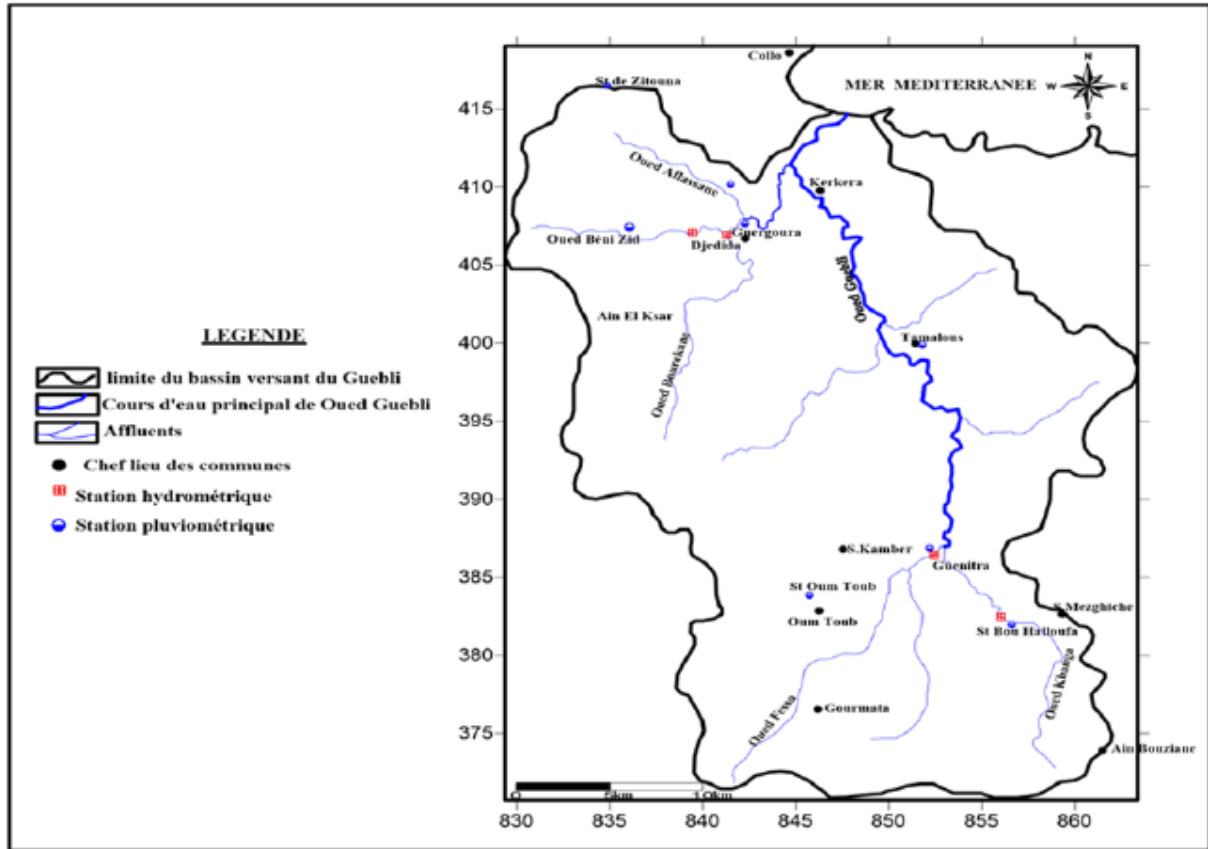 Collo
N
MER MEDITERRANEE
W
E
S
St de Zitouna
415
Oued Aflassane
410
Kerkera
Guergoura
Oued Béni Zid
Djedida
405
Oued Guebli
Ain El Ksar
LEGENDE
400
Tamalous
Oued Boarekane
limite du bassin versant du Guebli
Cours d'eau principal de Oued Guebli
395
Affluents
Chef lieu des communes
390
Station hydrométrique
Station pluviométrique
S.Kamber
385
Guenitra
St Oum Toub
S.Mezghiche
Oum Toub
St Bou Halloufa
380
Oued Khanga
Oued Fessa
Gourmata
375
Ain Bouziane
0 5km 10km
830 835 840 845 850 855 860